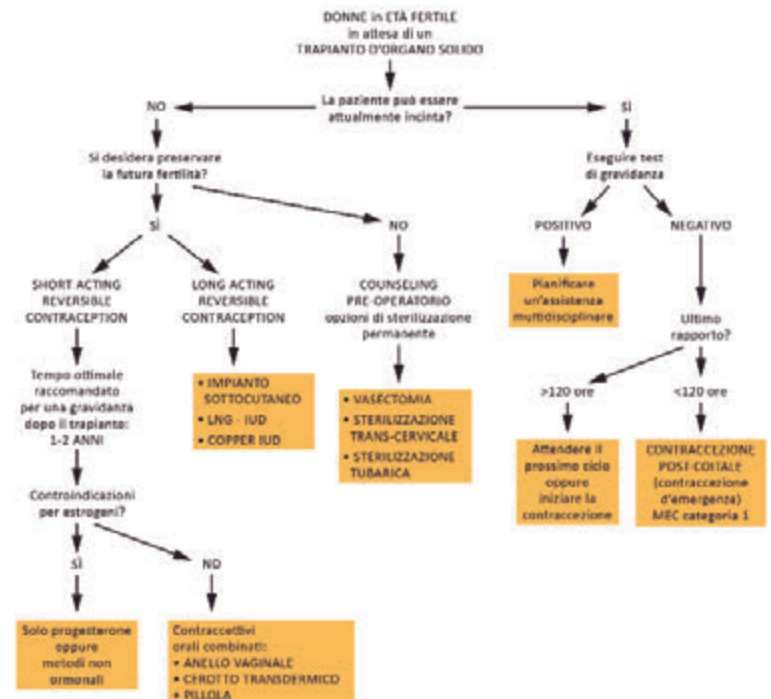 DONNE in ETÀ FERTILE
in attesa di un
TRAPIANTO D'ORGANO SOLIDO
La paziente può essere
attualmente incinta?
NO
SÌ
Si desidera preservare
la futura fertilità?
Eseguire test
di gravidanza
SÌ
NO
POSITIVO
NEGATIVO
SHORT ACTING
REVERSIBLE
CONTRACEPTION
LONG ACTING
REVERSIBLE
CONTRACEPTION
COUNSELING
PRE-OPERATORIO
opzioni di sterilizzazione
permanente
Pianificare
un'assistenza
multidisciplinare
Ultimo
rapporto?
Tempo ottimale
raccomandato
per una gravidanza
dopo il trapianto:
1-2 ANNI
• IMPIANTO
SOTTOCUTANEO
• LNG - IUD
• COPPER IUD
• VASECTOMIA
• STERILIZZAZIONE
TRANS-CERVICALE
• STERILIZZAZIONE
TUBARICA
>120 ore
<120 ore
Attendere il
prossimo ciclo
oppure
iniziare la
contraccezione
CONTRACCEZIONE
POST-COITALE
(contraccezione
d'emergenza)
MEC categoria 1
Controindicazioni
per estrogeni?
SÌ
NO
Solo progesterone
oppure
metodi non
ormonali
Contraccettivi
orali combinati:
• ANELLO VAGINALE
• CEROTTO TRANSDERMICO
• PILLOLA